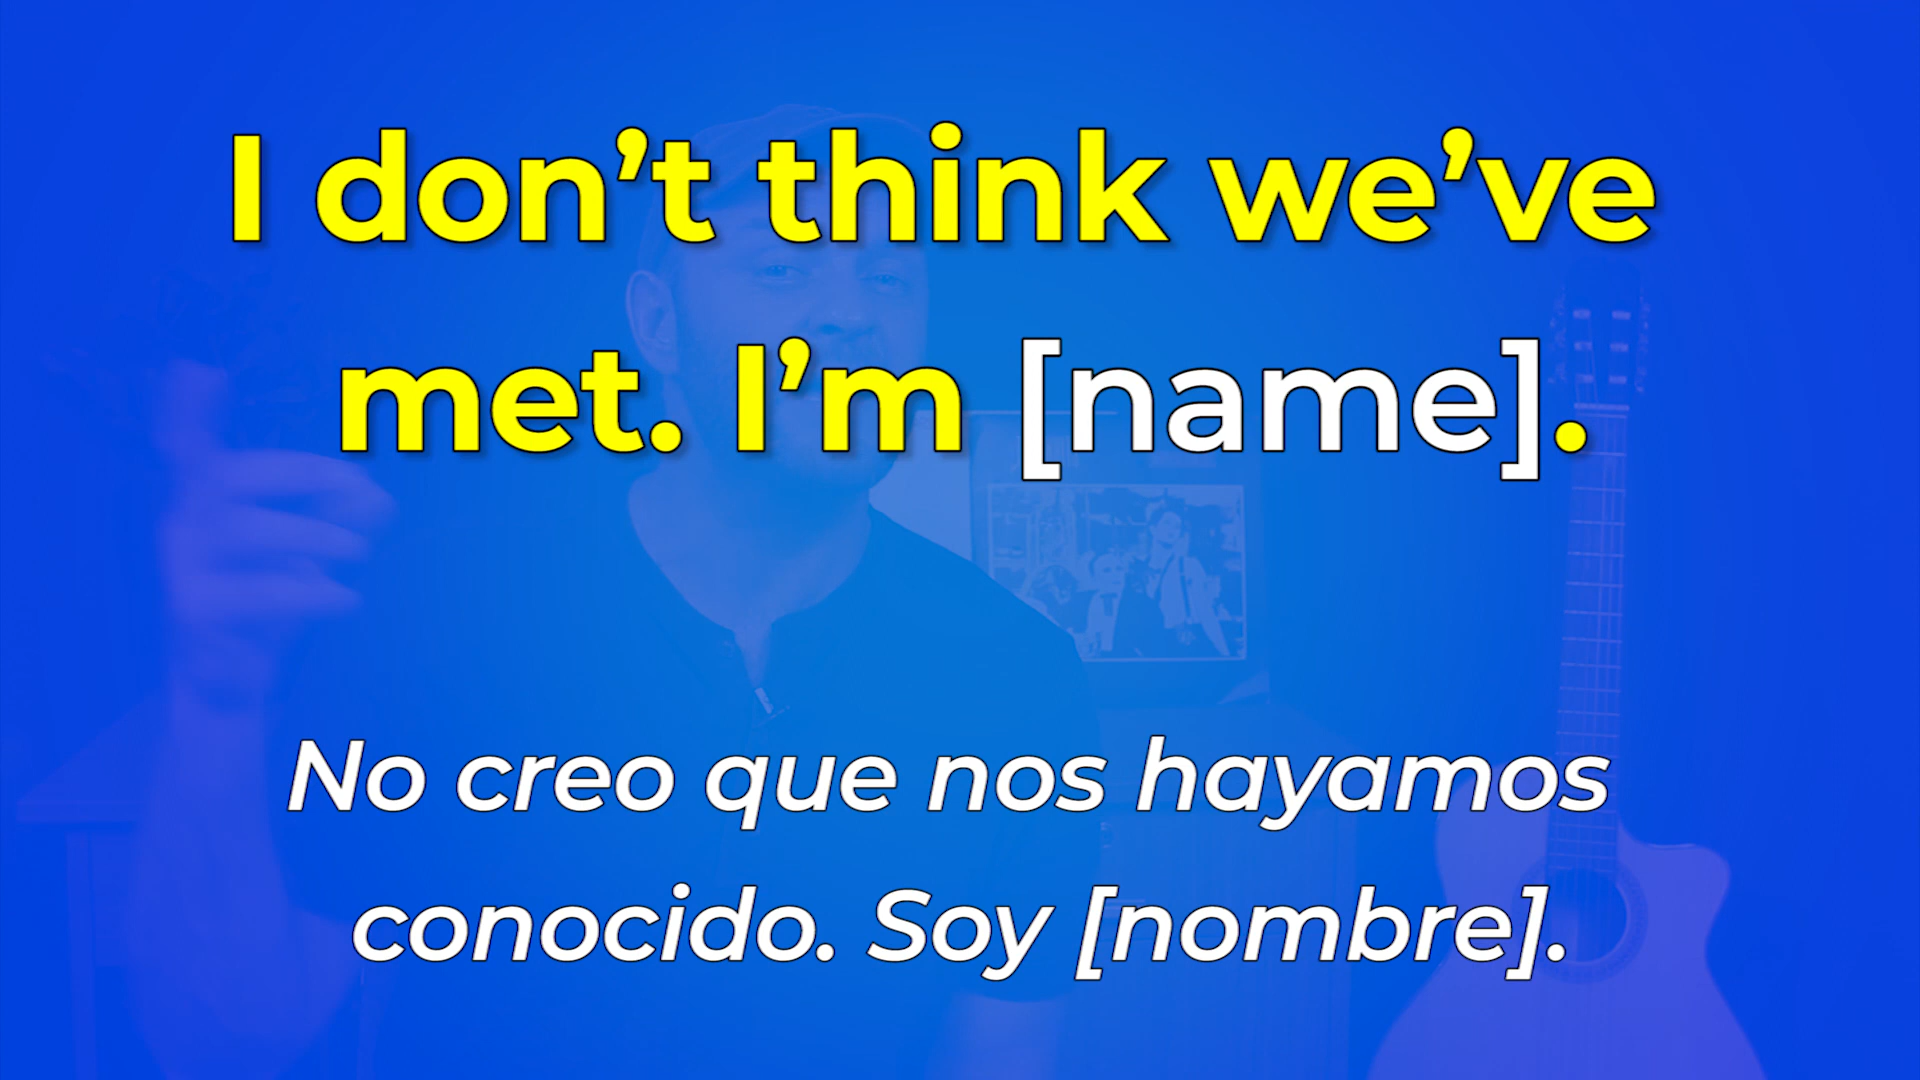 I don’t think we’ve
met. I’m [name].
No creo que nos hayamos
conocido. Soy [nombre].